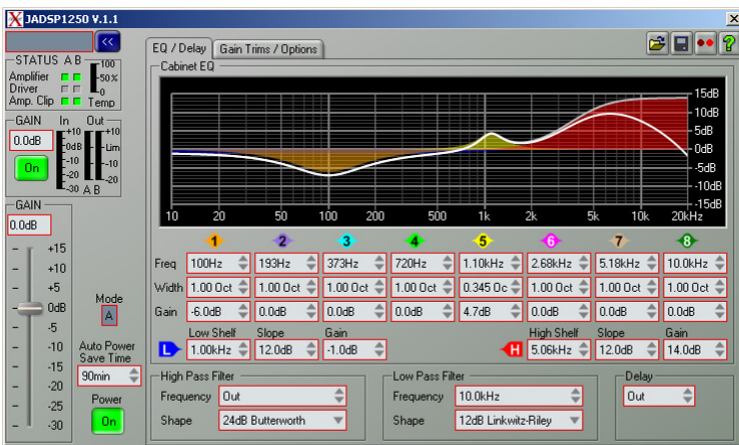 JADSP1250 V.1.1
<<
STATUS A B
Amplifier
Driver
Amp. Clip
100
50%
0
Temp
GAIN
0.0dB
On
In Out
+10 +10
0dB Lim
-10 -10
-20 -20
-30 A B
GAIN
0.0dB
+15
+10
+5
0dB
-5
-10
-15
-20
-25
-30
Mode
A
Auto Power
Save Time
90min
Power
On
EQ / Delay Gain Trims / Options
?
Cabinet EQ
15dB
10dB
5dB
0dB
-5dB
-10dB
-15dB
10 20 50 100 200 500 1k 2k 5k 10k 20kHz
1 2 3 4 5 6 7 8
Freq 100Hz 193Hz 373Hz 720Hz 1.10kHz 2.68kHz 5.18kHz 10.0kHz
Width 1.00 Oct 1.00 Oct 1.00 Oct 1.00 Oct 0.345 Oc 1.00 Oct 1.00 Oct 1.00 Oct
Gain -6.0dB 0.0dB 0.0dB 0.0dB 4.7dB 0.0dB 0.0dB 0.0dB
Low Shelf Slope Gain High Shelf Slope Gain
L 1.00kHz 12.0dB -1.0dB H 5.06kHz 12.0dB 14.0dB
High Pass Filter
Frequency Out
Shape 24dB Butterworth
Low Pass Filter
Frequency 10.0kHz
Shape 12dB Linkwitz-Riley
Delay
Out